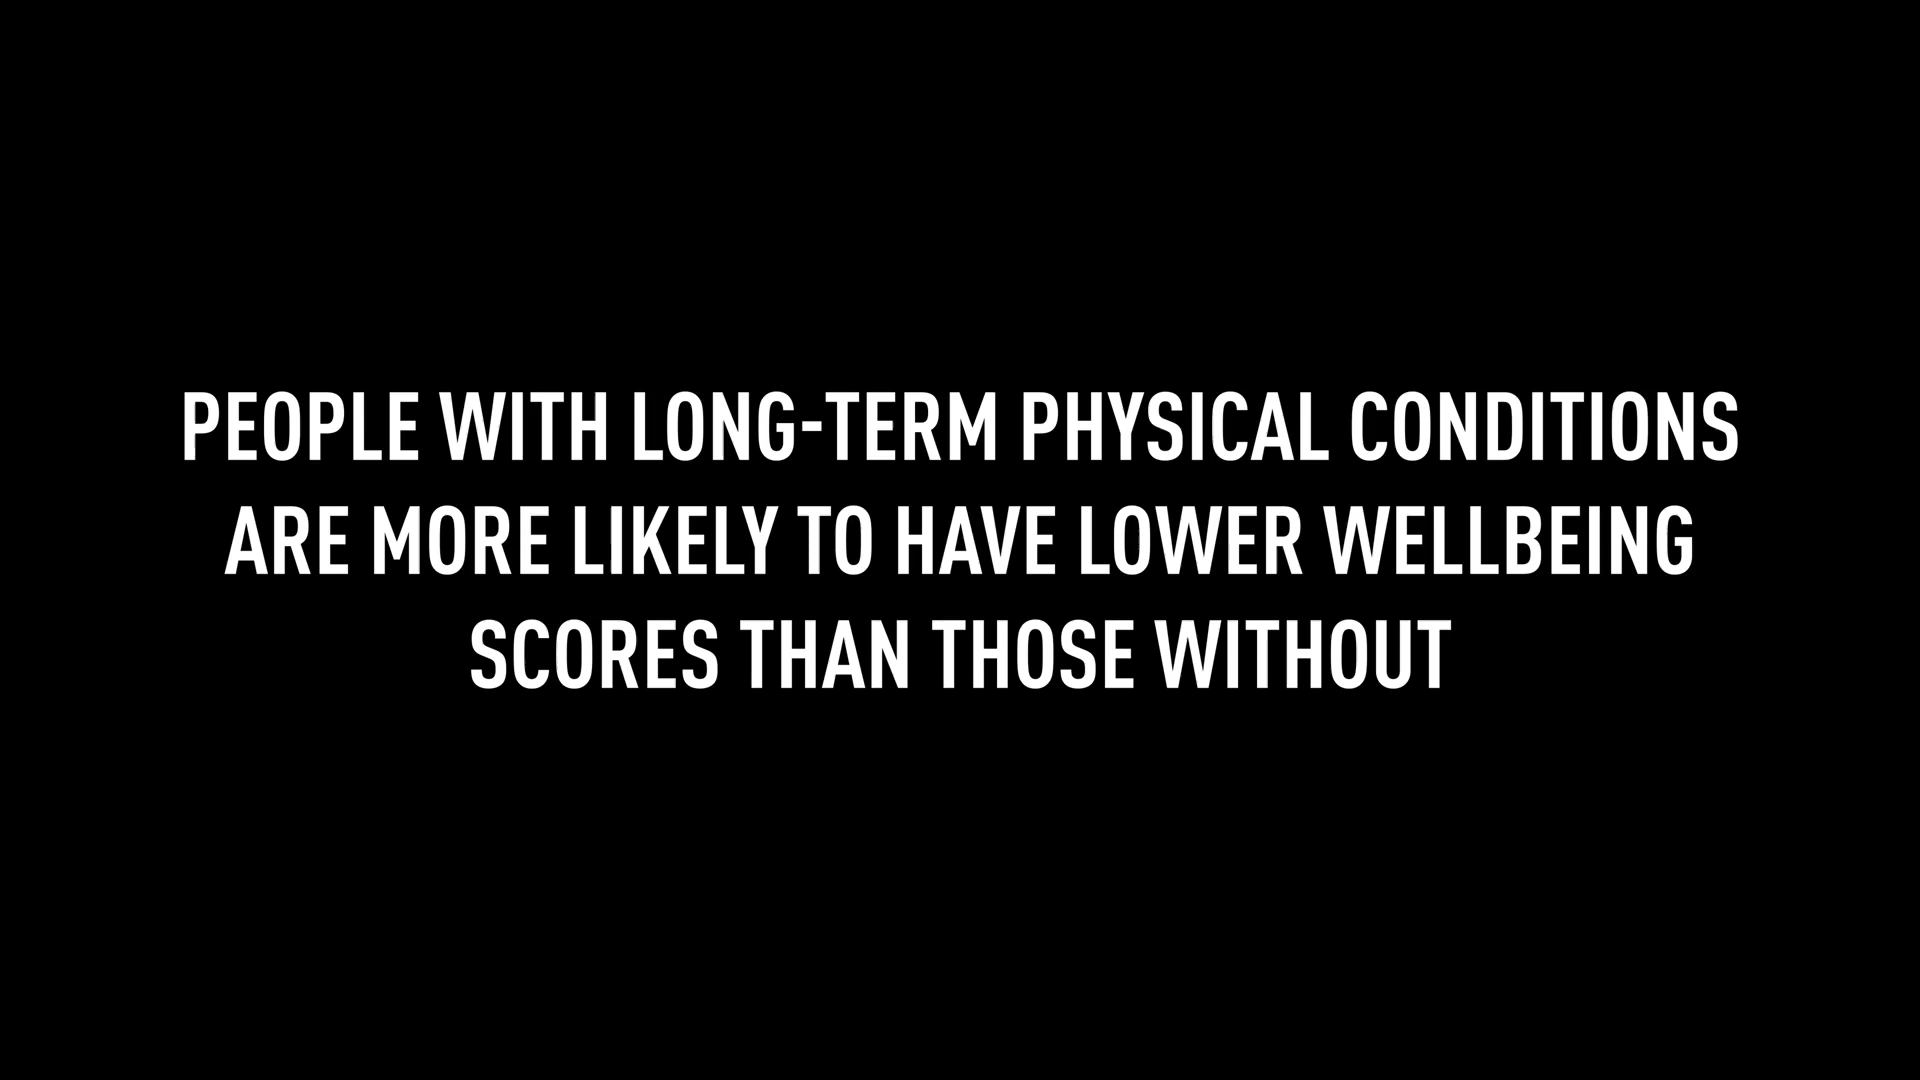 PEOPLE WITH LONG-TERM PHYSICAL CONDITIONS
ARE MORE LIKELY TO HAVE LOWER WELLBEING
SCORES THAN THOSE WITHOUT